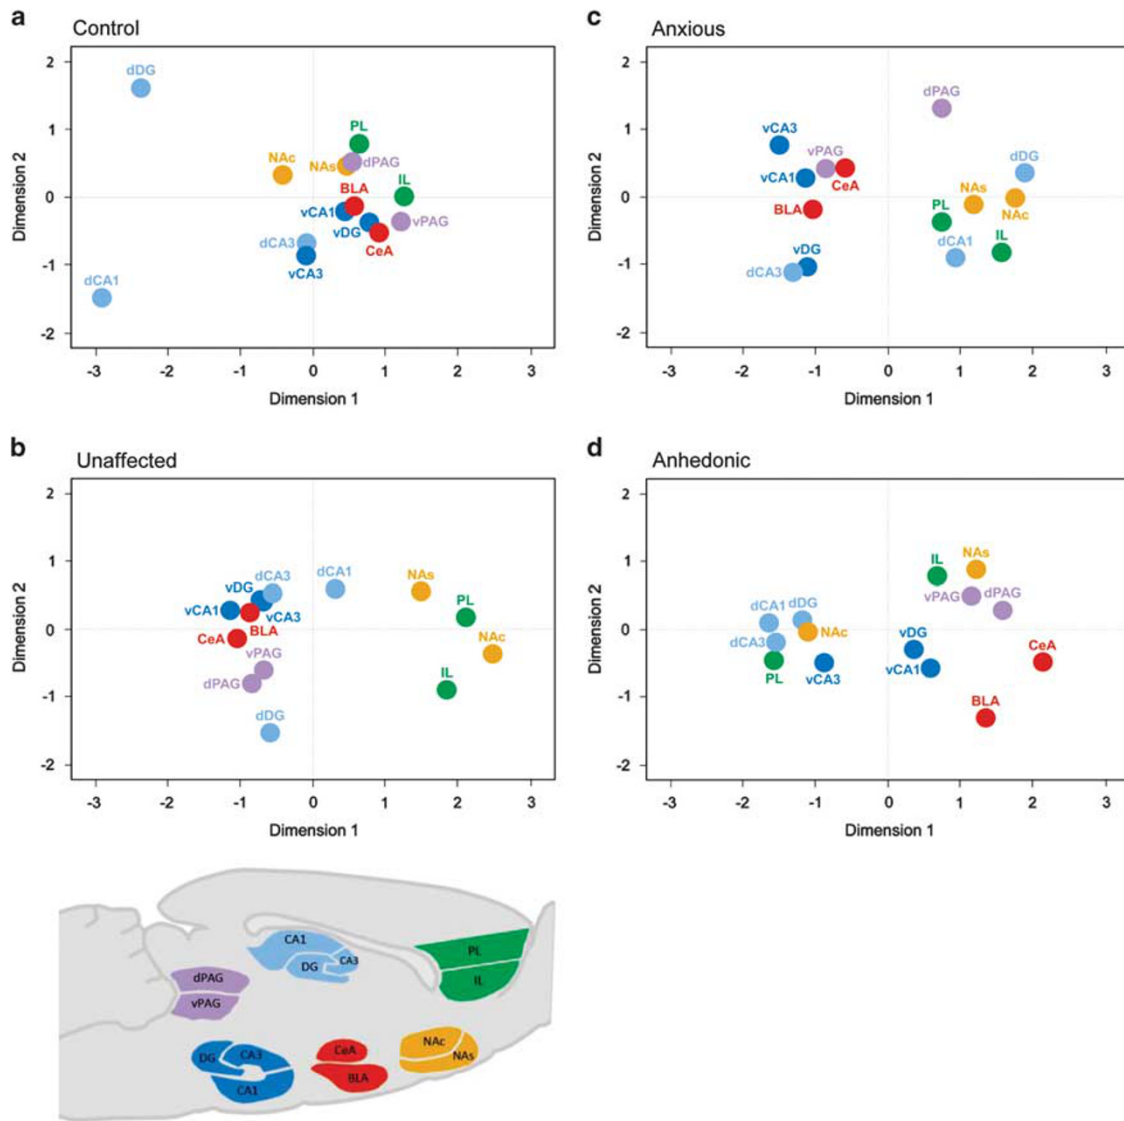 a Control
2
1
0
-1
-2
Dimension 2
dDG
PL
NAc
NAs
dPAG
BLA
IL
vCA1
vDG
vPAG
dCA3
CeA
vCA3
dCA1
-3 -2 -1 0 1 2 3
Dimension 1
c Anxious
2
1
0
-1
-2
Dimension 2
dPAG
vCA3
vPAG
dDG
vCA1
CeA
NAs
BLA
PL
NAc
IL
vDG
dCA1
dCA3
-3 -2 -1 0 1 2 3
Dimension 1
b Unaffected
2
1
0
-1
-2
Dimension 2
dCA3
dCA1
NAs
vDG
vCA1
vCA3
PL
BLA
CeA
NAc
vPAG
IL
dPAG
dDG
-3 -2 -1 0 1 2 3
Dimension 1
d Anhedonic
2
1
0
-1
-2
Dimension 2
NAs
IL
vPAG
dPAG
dCA1 dDG
NAc
vDG
dCA3
CeA
PL
vCA3
vCA1
BLA
-3 -2 -1 0 1 2 3
Dimension 1
CA1
CA3
DG
PL
IL
dPAG
vPAG
DG
CA3
CA1
CeA
BLA
NAc
NAs